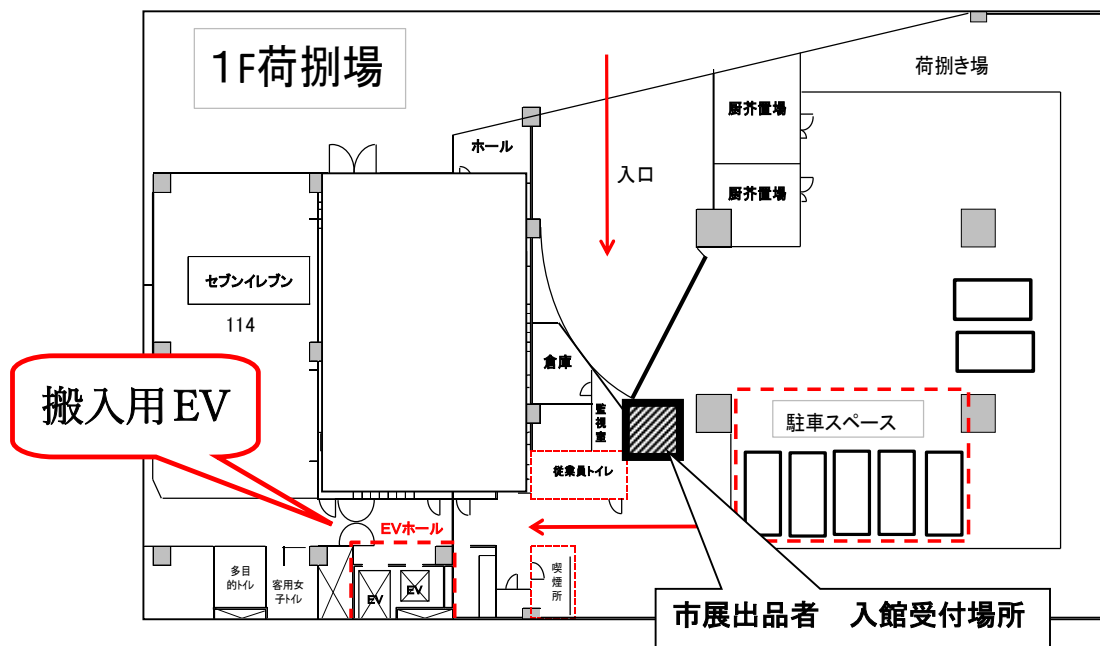 1F荷捌場
荷捌き場
厨芥置場
ホール
入口
厨芥置場
セブンイレブン
114
倉庫
搬入用EV
監視室
駐車スペース
従業員トイレ
EVホール
多目
的トイレ
客用女
子トイレ
EV
EV
喫煙所
市展出品者 入館受付場所